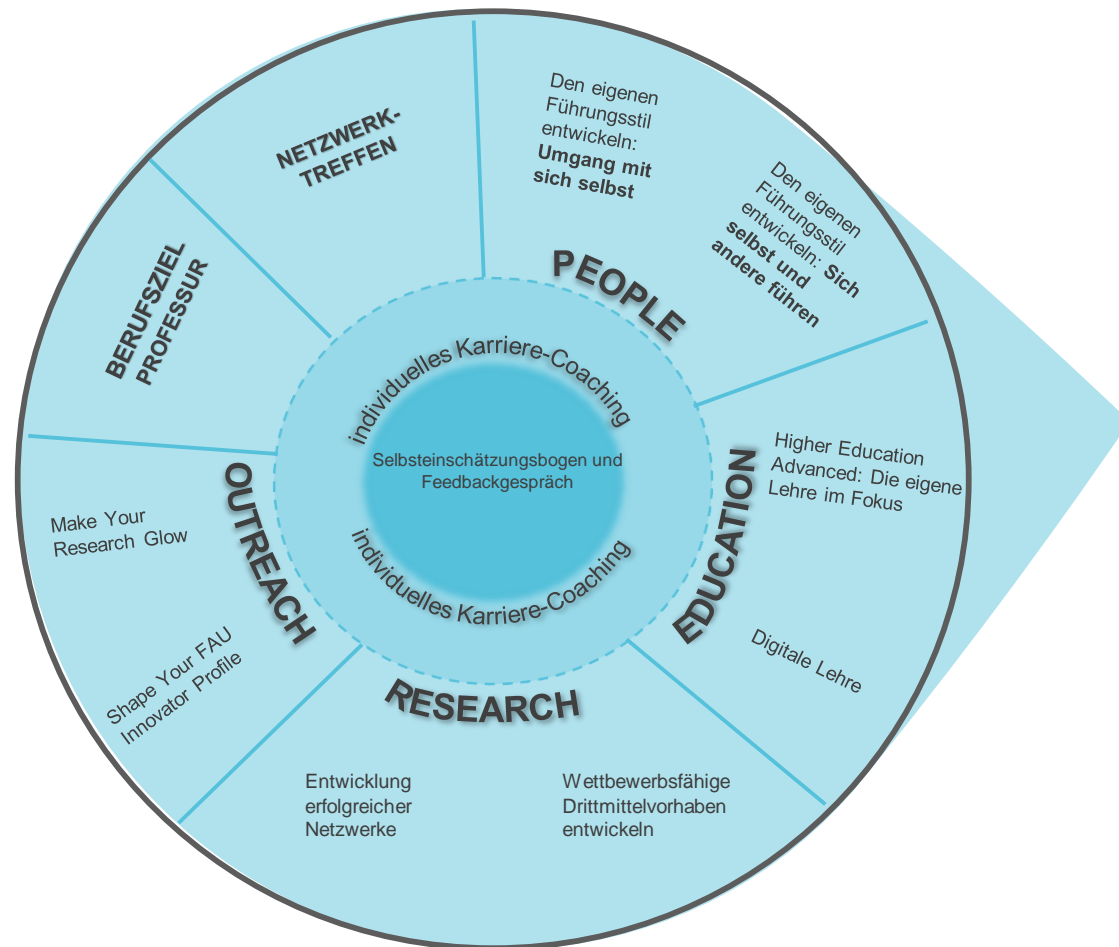 NETZWERK-
TREFFEN
BERUFSZIEL
PROFESSUR
Den eigenen
Führungsstil
entwickeln:
Umgang mit
sich selbst
Den eigenen
Führungsstil
entwickeln: Sich
selbst und
andere führen
PEOPLE
individuelles Karriere-Coaching
Selbsteinschätzungsbogen und
Feedbackgespräch
individuelles Karriere-Coaching
EDUCATION
Higher Education
Advanced: Die eigene
Lehre im Fokus
Digitale Lehre
OUTREACH
Make Your
Research Glow
Shape Your FAU
Innovator Profile
RESEARCH
Entwicklung
erfolgreicher
Netzwerke
Wettbewerbsfähige
Drittmittelvorhaben
entwickeln